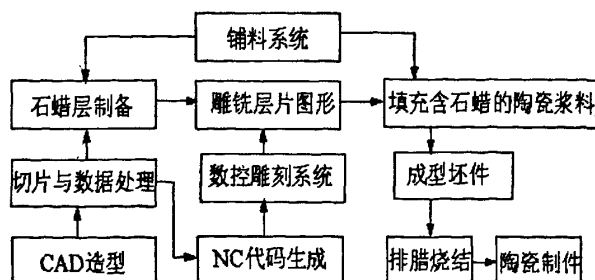 铺料系统
石蜡层制备
雕铣层片图形
填充含石蜡的陶瓷浆料
切片与数据处理
数控雕刻系统
成型坯件
CAD造型
NC代码生成
排腊烧结
陶瓷制件